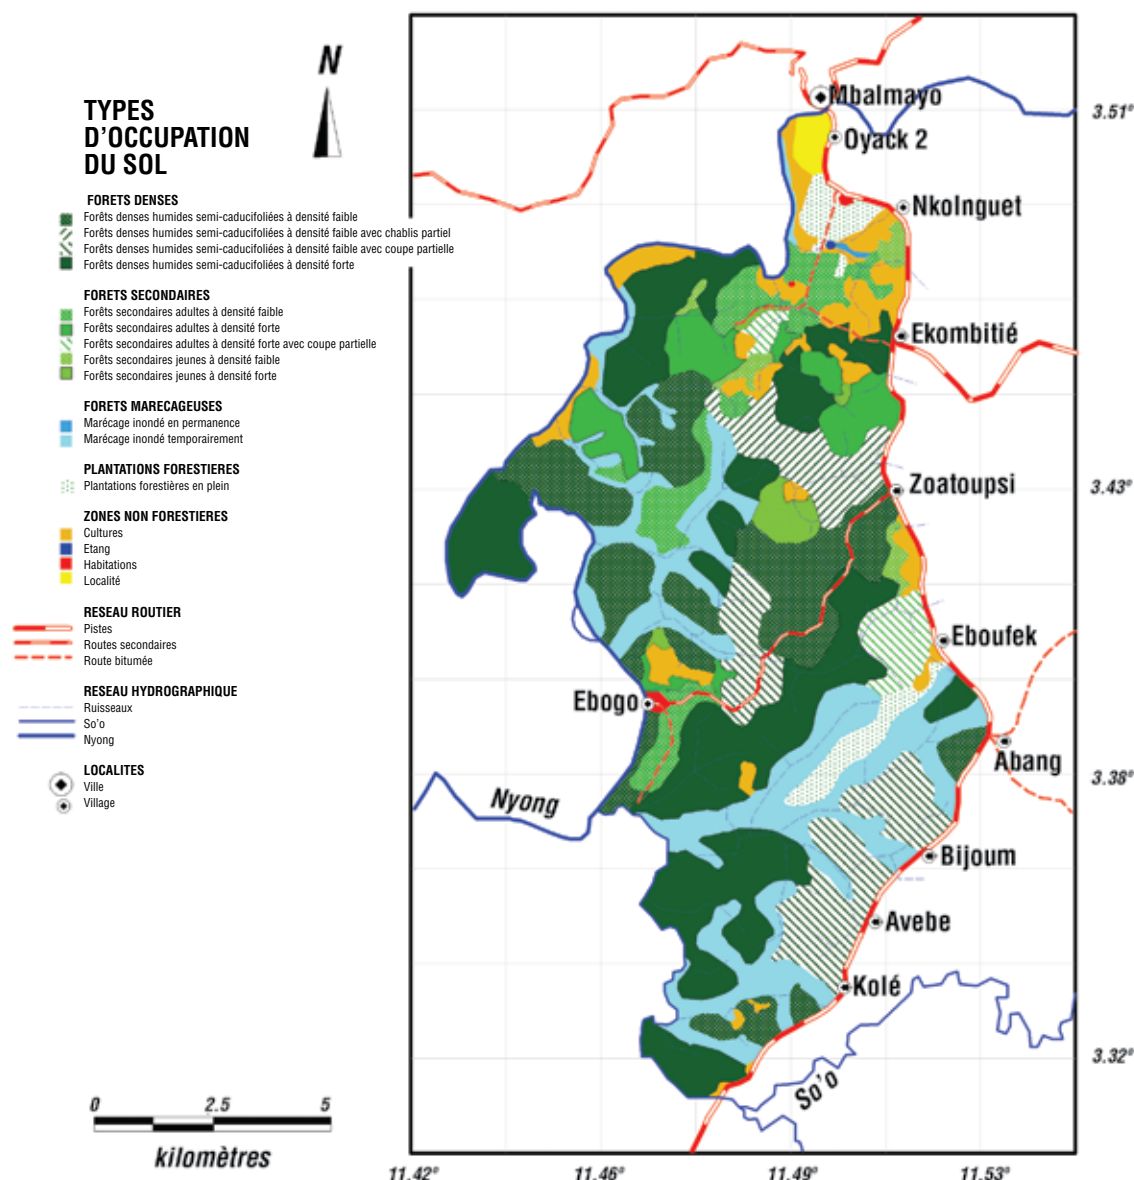 N
TYPES
D'OCCUPATION
DU SOL
FORETS DENSES
Forêts denses humides semi-caducifoliées à densité faible
Forêts denses humides semi-caducifoliées à densité faible avec chablis partiel
Forêts denses humides semi-caducifoliées à densité faible avec coupe partielle
Forêts denses humides semi-caducifoliées à densité forte
FORETS SECONDAIRES
Forêts secondaires adultes à densité faible
Forêts secondaires adultes à densité forte
Forêts secondaires adultes à densité forte avec coupe partielle
Forêts secondaires jeunes à densité faible
Forêts secondaires jeunes à densité forte
FORETS MARECAGEUSES
Marécage inondé en permanence
Marécage inondé temporairement
PLANTATIONS FORESTIERES
Plantations forestières en plein
ZONES NON FORESTIERES
Cultures
Etang
Habitations
Localité
RESEAU ROUTIER
Pistes
Routes secondaires
Route bitumée
RESEAU HYDROGRAPHIQUE
Ruisseaux
So'o
Nyong
LOCALITES
Ville
Village
0 2.5 5
kilomètres
Mbalmayo
Oyack 2
Nkolnguet
Ekombitié
Zoatoupsi
Eboufek
Ebogo
Abang
Nyong
Bijoum
Avebe
Kolé
So'o
3.51°
3.43°
3.38°
3.32°
11.42° 11.46° 11.49° 11.53°